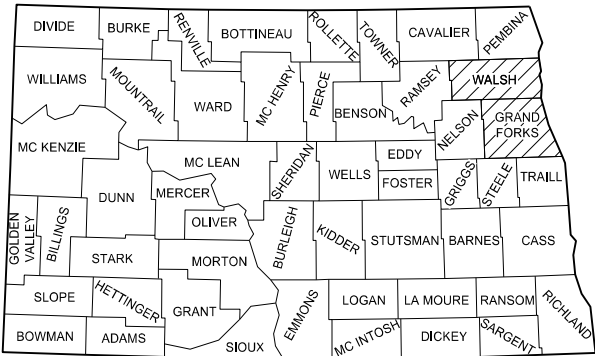 DIVIDE
BURKE
RENVILLE
BOTTINEAU
ROLLETTE
TOWNER
CAVALIER
PEMBINA
WILLIAMS
MOUNTRAIL
WARD
MC HENRY
PIERCE
BENSON
RAMSEY
WALSH
NELSON
GRAND
FORKS
MC KENZIE
DUNN
MC LEAN
MERCER
OLIVER
SHERIDAN
WELLS
EDDY
FOSTER
GRIGGS
STEELE
TRAILL
GOLDEN
VALLEY
BILLINGS
STARK
MORTON
BURLEIGH
KIDDER
STUTSMAN
BARNES
CASS
SLOPE
HETTINGER
GRANT
SIOUX
EMMONS
LOGAN
LA MOURE
RANSOM
RICHLAND
BOWMAN
ADAMS
MC INTOSH
DICKEY
SARGENT